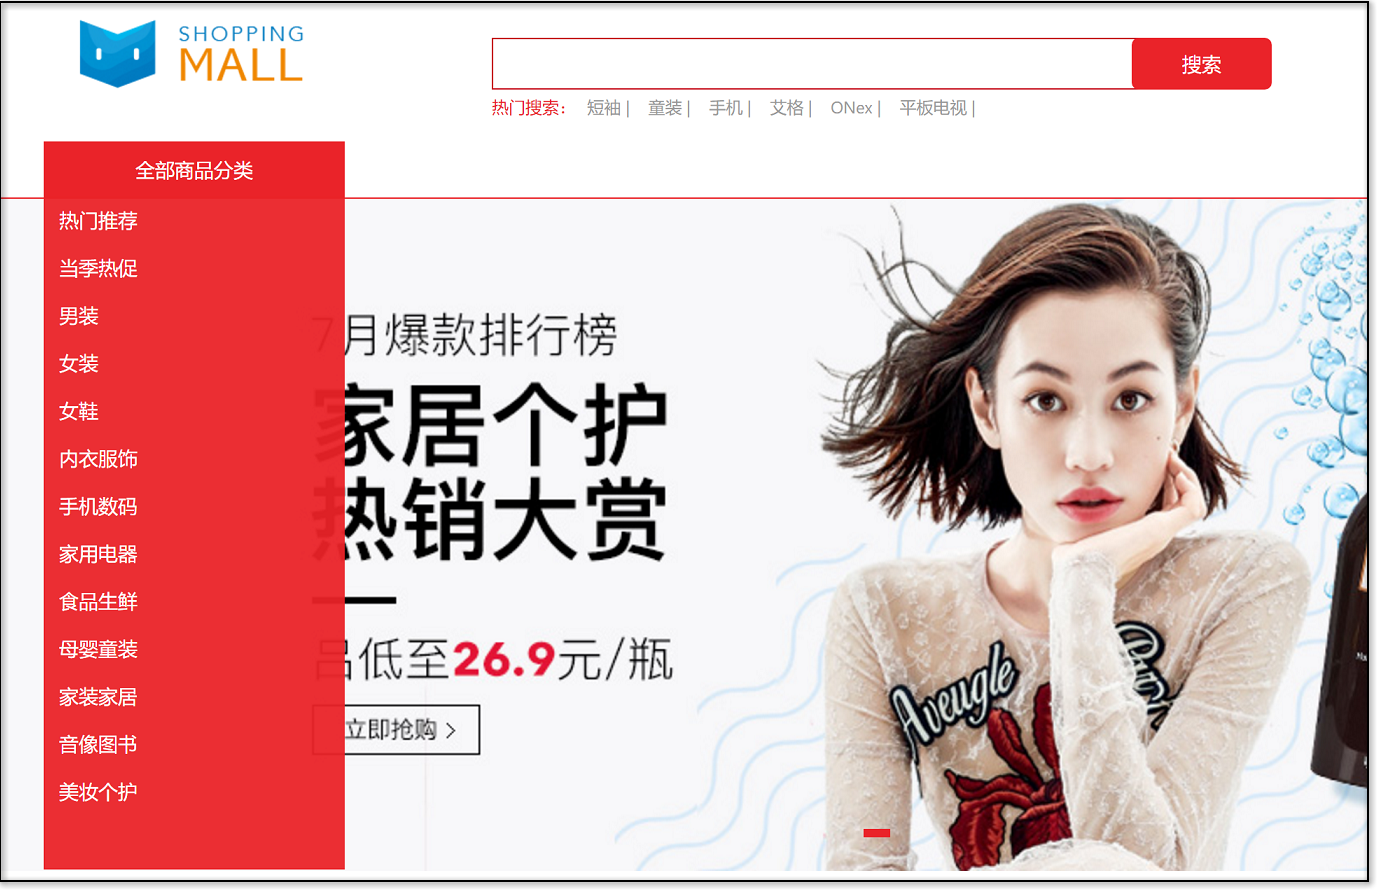 SHOPPING
MALL
搜索
热门搜索： 短袖 | 童装 | 手机 | 艾格 | ONex | 平板电视 |
全部商品分类
热门推荐
当季热促
男装
女装
女鞋
内衣服饰
手机数码
家用电器
食品生鲜
母婴童装
家装家居
音像图书
美妆个护
7月爆款排行榜
家居个护
热销大赏
低至26.9元/瓶
立即抢购 >
Aveugle